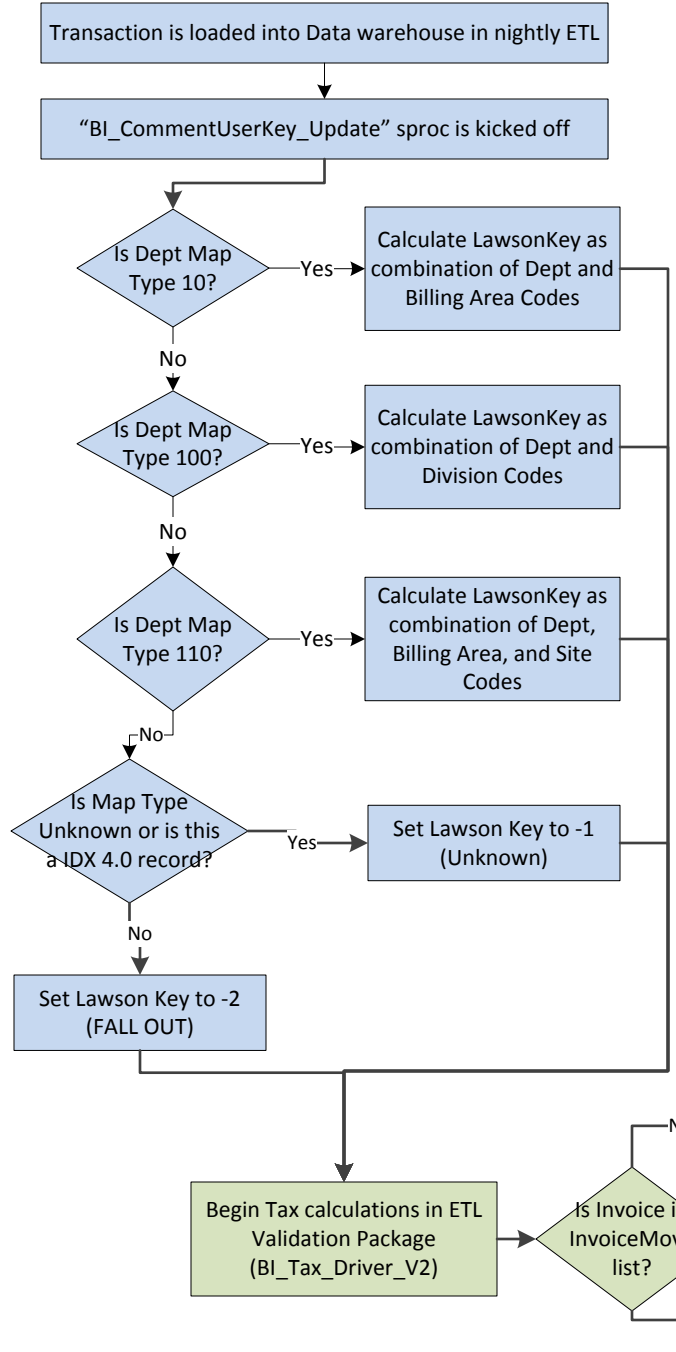 Transaction is loaded into Data warehouse in nightly ETL
“BI_CommentUserKey_Update” sproc is kicked off
Is Dept Map
Type 10?
Yes
Calculate LawsonKey as
combination of Dept and
Billing Area Codes
No
Is Dept Map
Type 100?
Yes
Calculate LawsonKey as
combination of Dept and
Division Codes
No
Is Dept Map
Type 110?
Yes
Calculate LawsonKey as
combination of Dept,
Billing Area, and Site
Codes
No
Is Map Type
Unknown or is this
a IDX 4.0 record?
Yes
Set Lawson Key to -1
(Unknown)
No
Set Lawson Key to -2
(FALL OUT)
Begin Tax calculations in ETL
Validation Package
(BI_Tax_Driver_V2)
Is Invoice
list?